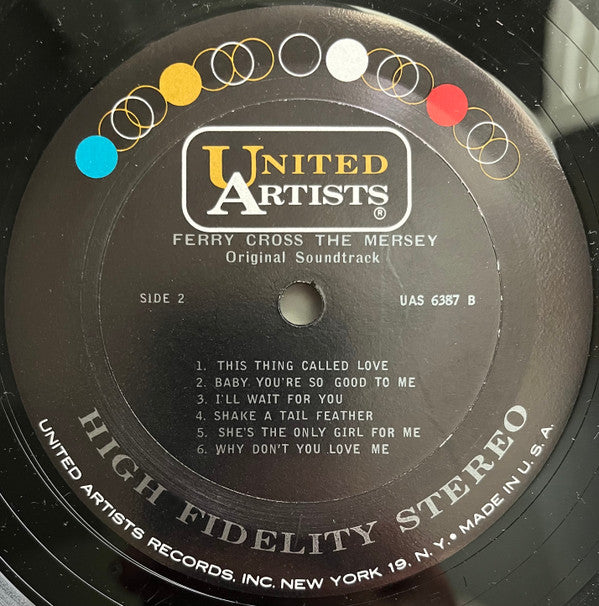 UNITED
ARTISTS®
FERRY CROSS THE MERSEY
Original Soundtrack
SIDE 2
UAS 6387 B
1. THIS THING CALLED LOVE
2. BABY YOU'RE SO GOOD TO ME
3. I'LL WAIT FOR YOU
4. SHAKE A TAIL FEATHER
5. SHE'S THE ONLY GIRL FOR ME
6. WHY DON'T YOU LOVE ME
HIGH FIDELITY STEREO
UNITED ARTISTS RECORDS, INC. NEW YORK 19, N.Y. • MADE IN U.S.A.